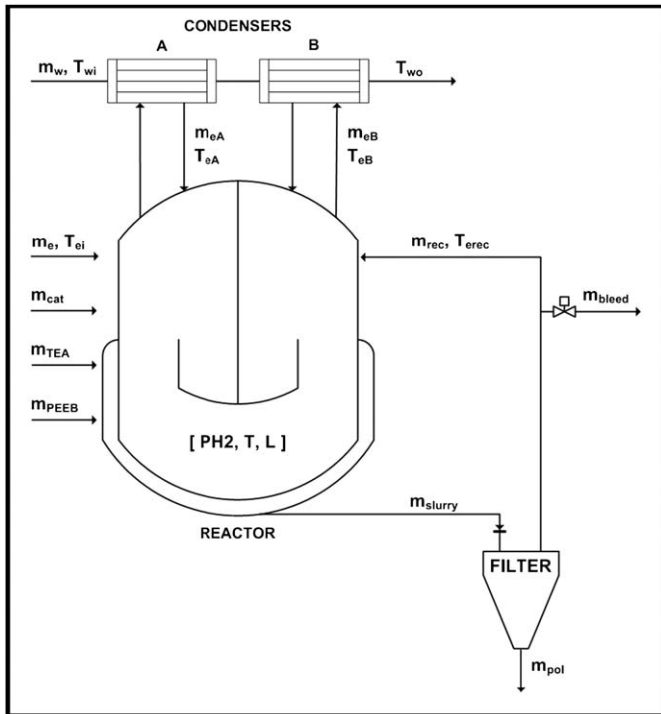 CONDENSERS
A
B
m_w, T_wi
T_wo
m_eA
T_eA
m_eB
T_eB
m_e, T_ei
m_rec, T_erec
m_cat
m_bleed
m_TEA
m_PEEB
[ PH2, T, L ]
m_slurry
REACTOR
FILTER
m_pol